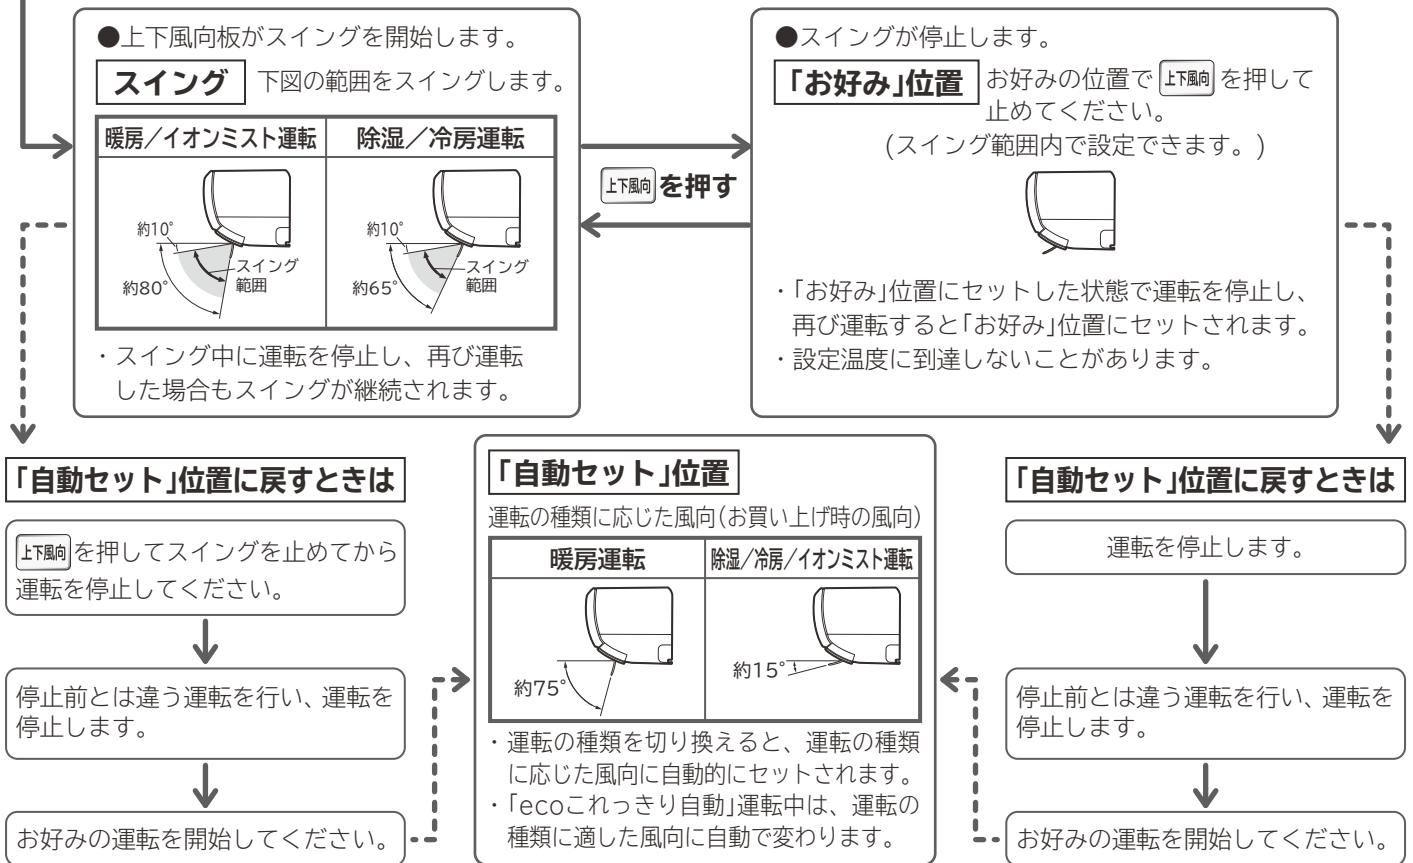 ●上下風向板がスイングを開始します。
スイング 下図の範囲をスイングします。
暖房／イオンミスト運転
除湿／冷房運転
約10°
約80°
スイング
範囲
約10°
約65°
スイング
範囲
・スイング中に運転を停止し、再び運転
した場合もスイングが継続されます。
上下風向を押す
●スイングが停止します。
「お好み」位置 お好みの位置で上下風向を押して
止めてください。
(スイング範囲内で設定できます。)
・「お好み」位置にセットした状態で運転を停止し、
再び運転すると「お好み」位置にセットされます。
・設定温度に到達しないことがあります。
「自動セット」位置に戻すときは
上下風向を押してスイングを止めてから
運転を停止してください。
停止前とは違う運転を行い、運転を
停止します。
お好みの運転を開始してください。
「自動セット」位置
運転の種類に応じた風向(お買い上げ時の風向)
暖房運転
除湿／冷房／イオンミスト運転
約75°
約15°
・運転の種類を切り換えると、運転の種類
に応じた風向に自動的にセットされます。
・「ecoこれっきり自動」運転中は、運転の
種類に適した風向に自動で変わります。
「自動セット」位置に戻すときは
運転を停止します。
停止前とは違う運転を行い、運転を
停止します。
お好みの運転を開始してください。